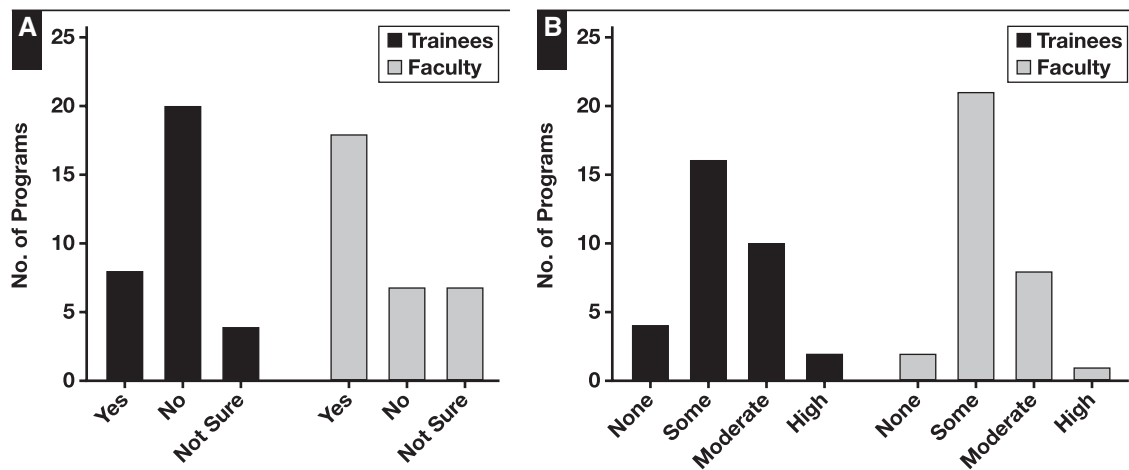 A
Trainees
Faculty
No. of Programs
25
20
15
10
5
0
Yes
No
Not Sure
Yes
No
Not Sure
B
Trainees
Faculty
No. of Programs
25
20
15
10
5
0
None
Some
Moderate
High
None
Some
Moderate
High